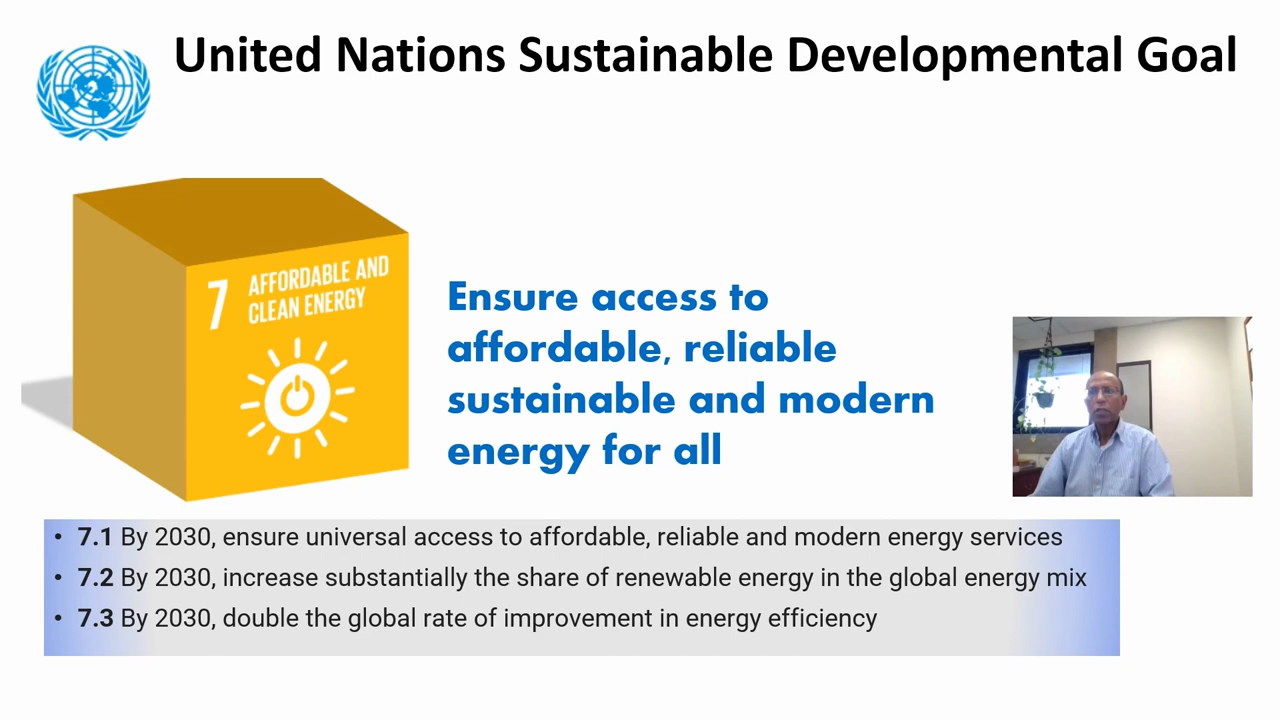 United Nations Sustainable Developmental Goal
7 AFFORDABLE AND
CLEAN ENERGY
Ensure access to
affordable, reliable
sustainable and modern
energy for all
• 7.1 By 2030, ensure universal access to affordable, reliable and modern energy services
• 7.2 By 2030, increase substantially the share of renewable energy in the global energy mix
• 7.3 By 2030, double the global rate of improvement in energy efficiency